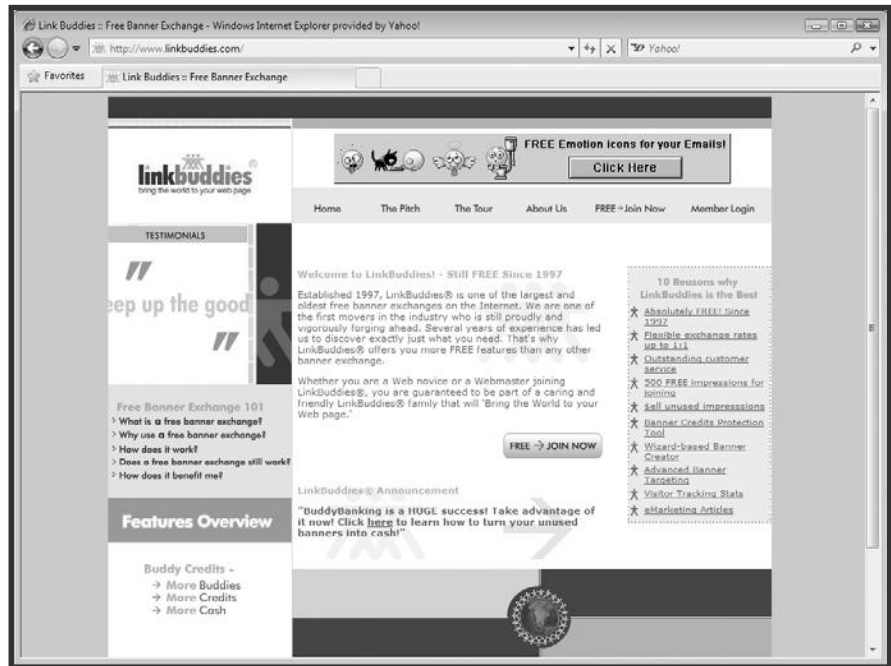 Link Buddies :: Free Banner Exchange - Windows Internet Explorer provided by Yahoo!
http://www.linkbuddies.com/
Yahoo!
Favorites
Link Buddies :: Free Banner Exchange
linkbuddies®
bring the world to your web page
FREE Emotion icons for your Emails!
Click Here
Home The Pitch The Tour About Us FREE→Join Now Member Login
TESTIMONIALS
"
eep up the good
"
Free Banner Exchange 101
> What is a free banner exchange?
> Why use a free banner exchange?
> How does it work?
> Does a free banner exchange still work?
> How does it benefit me?
Features Overview
Buddy Credits -
→ More Buddies
→ More Credits
→ More Cash
Welcome to LinkBuddies! - Still FREE Since 1997
Established 1997, LinkBuddies® is one of the largest and
oldest free banner exchanges on the Internet. We are one of
the first movers in the industry who is still proudly and
vigorously forging ahead. Several years of experience has led
us to discover exactly just what you need. That's why
LinkBuddies® offers you more FREE features than any other
banner exchange.
Whether you are a Web novice or a Webmaster joining
LinkBuddies®, you are guaranteed to be part of a caring and
friendly LinkBuddies® family that will 'Bring the World to your
Web page.'
FREE → JOIN NOW
LinkBuddies® Announcement
"BuddyBanking is a HUGE success! Take advantage of
it now! Click here to learn how to turn your unused
banners into cash!"
10 Reasons why
LinkBuddies is the Best
Absolutely FREE! Since
1997
Flexible exchange rates
up to 1:1
Outstanding customer
service
500 FREE impressions for
joining
Sell unused impresssions
Banner Credits Protection
Tool
Wizard-based Banner
Creator
Advanced Banner
Targeting
Visitor Tracking Stats
eMarketing Articles